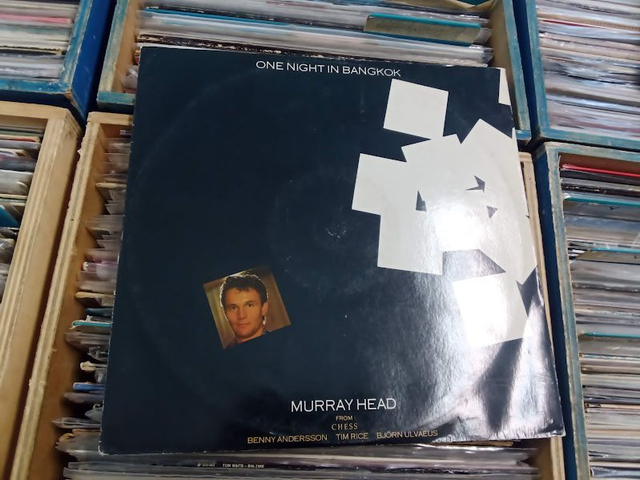 ONE NIGHT IN BANGKOK
MURRAY HEAD
FROM
CHESS
BENNY ANDERSSON TIM RICE BJÖRN ULVAEUS